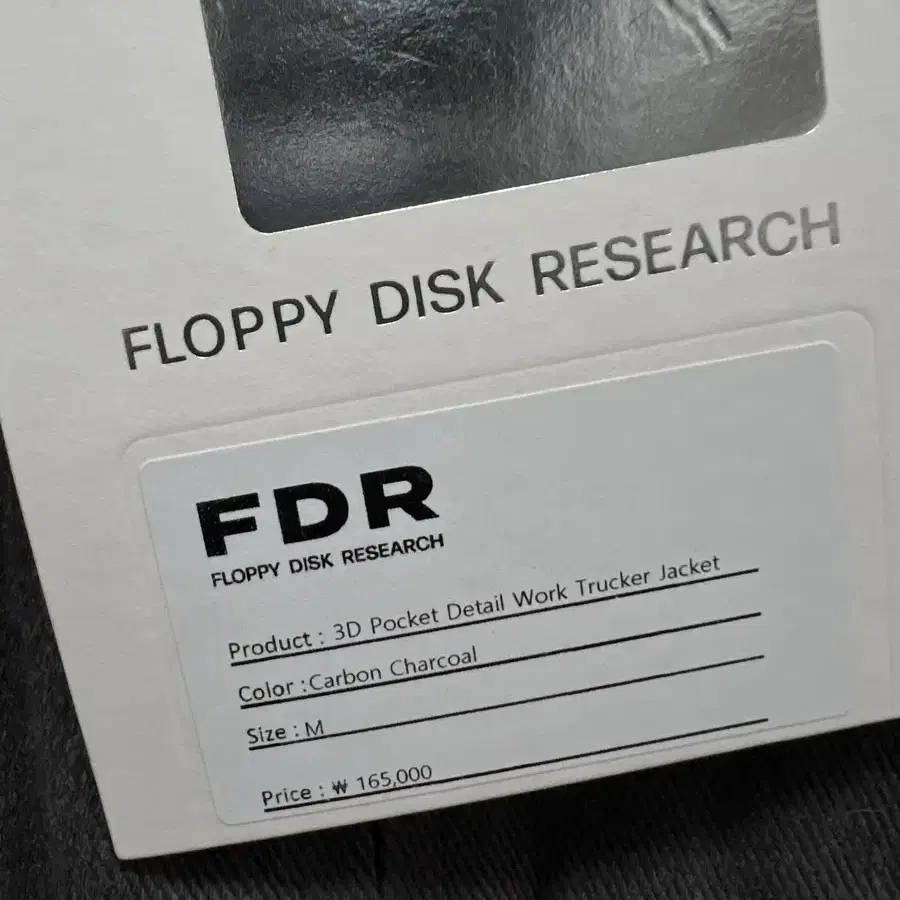 FLOPPY DISK RESEARCH
FDR
FLOPPY DISK RESEARCH
Product : 3D Pocket Detail Work Trucker Jacket
Color :Carbon Charcoal
Size : M
Price : ₩ 165,000